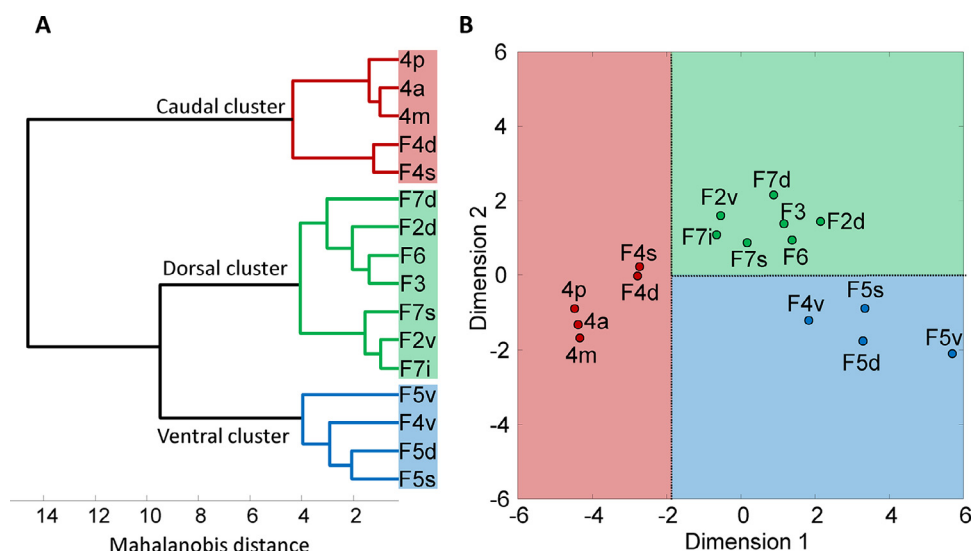 A
4p
4a
4m
F4d
F4s
Caudal cluster
F7d
F2d
F6
F3
F7s
F2v
F7i
Dorsal cluster
F5v
F4v
F5d
F5s
Ventral cluster
14 12 10 8 6 4 2
Mahalanobis distance
B
6
4
2
0
-2
-4
-6
Dimension 2
F7d
F2v
F3
F2d
F7i
F7s
F6
F4s
F4d
4p
4a
4m
F4v
F5s
F5v
F5d
-6 -4 -2 0 2 4 6
Dimension 1